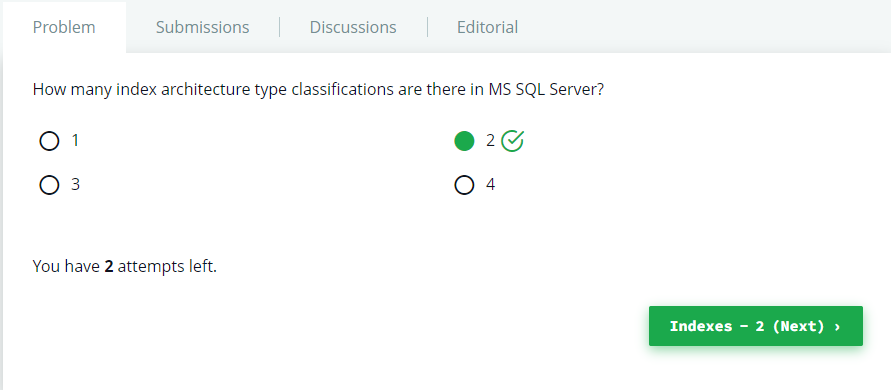 Problem Submissions Discussions Editorial
How many index architecture type classifications are there in MS SQL Server?
1 2
3 4
You have 2 attempts left.
Indexes - 2 (Next) ›